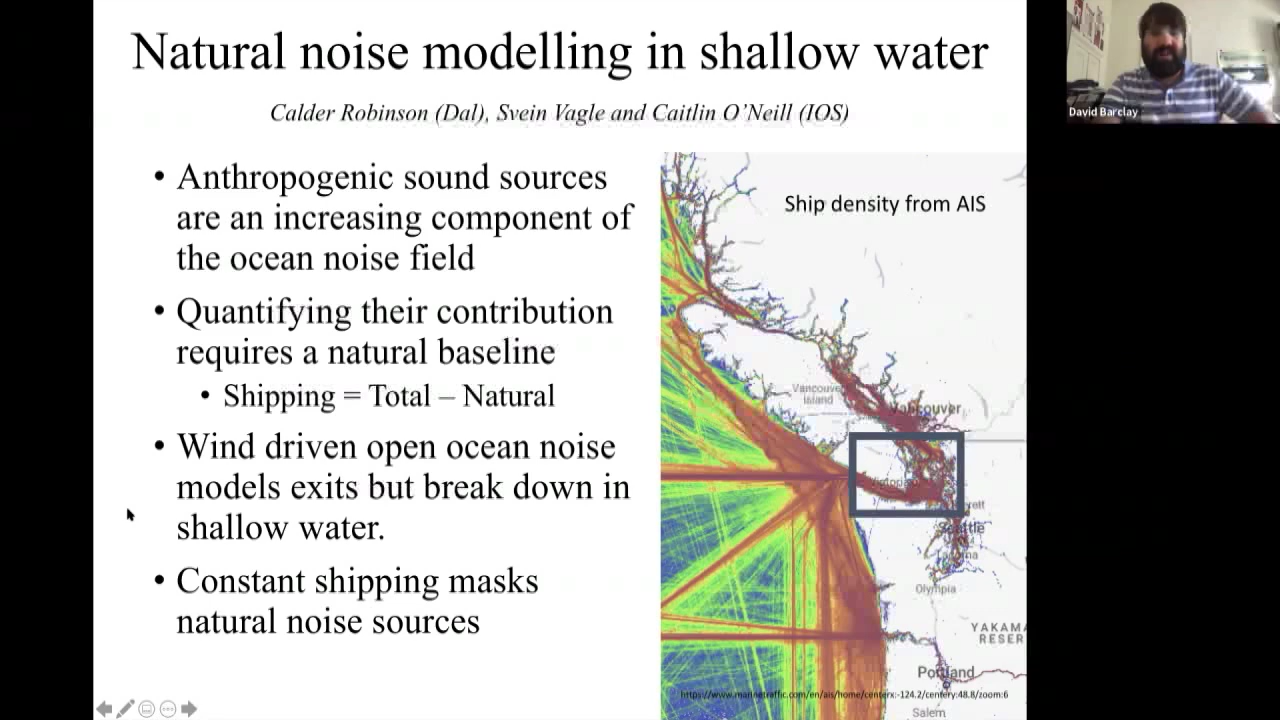 Natural noise modelling in shallow water
Calder Robinson (Dal), Svein Vagle and Caitlin O'Neill (IOS)
• Anthropogenic sound sources
are an increasing component of
the ocean noise field
• Quantifying their contribution
requires a natural baseline
• Shipping = Total – Natural
• Wind driven open ocean noise
models exits but break down in
shallow water.
• Constant shipping masks
natural noise sources
Ship density from AIS
Vancouver
Island
Vancouver
Seattle
Olympia
YAKAMA
RESER
Portland
https://www.marinetraffic.com/en/ais/home/centerx:-124.2/centery:48.8/zoom:6
Salem
David Barclay